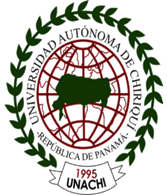 UNIVERSIDAD AUTÓNOMA DE CHIRIQUÍ
-REPÚBLICA DE PANAMÁ-
1995
UNACHI